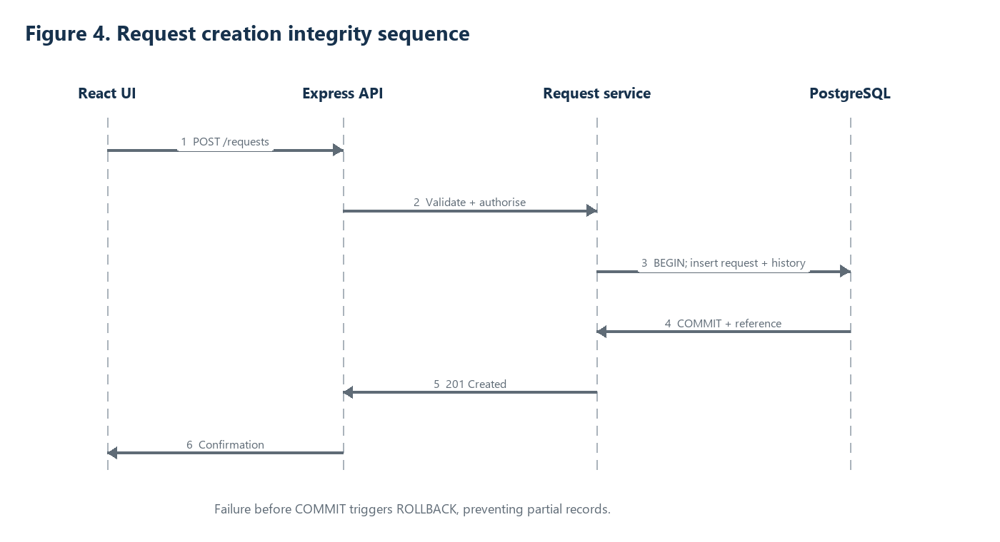 Figure 4. Request creation integrity sequence
React UI
Express API
Request service
PostgreSQL
1 POST /requests
2 Validate + authorise
3 BEGIN; insert request + history
4 COMMIT + reference
5 201 Created
6 Confirmation
Failure before COMMIT triggers ROLLBACK, preventing partial records.